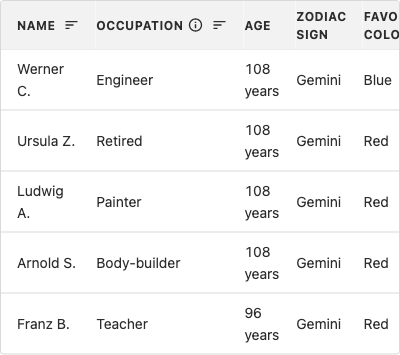 NAME OCCUPATION AGE ZODIAC SIGN FAVO COLO
Werner C. Engineer 108 years Gemini Blue
Ursula Z. Retired 108 years Gemini Red
Ludwig A. Painter 108 years Gemini Red
Arnold S. Body-builder 108 years Gemini Red
Franz B. Teacher 96 years Gemini Red